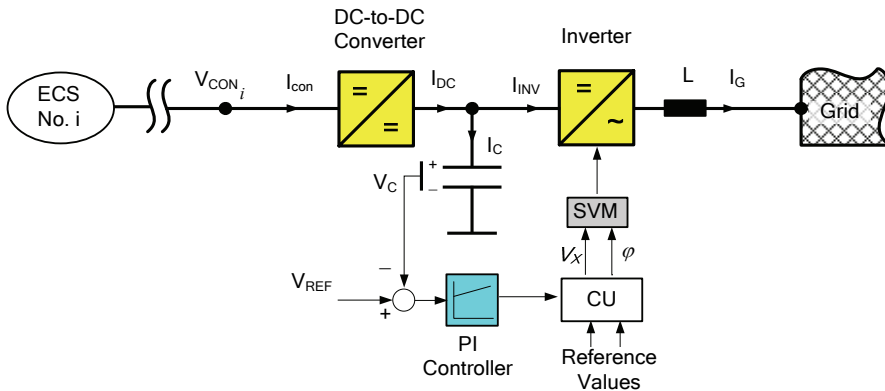 DC-to-DC
Converter
Inverter
ECS
No. i
V_CON i
I_con
=
=
I_DC
I_INV
=
~
L
I_G
Grid
I_C
V_C
+
–
SVM
V_X
φ
–
V_REF
+
CU
PI
Controller
Reference
Values